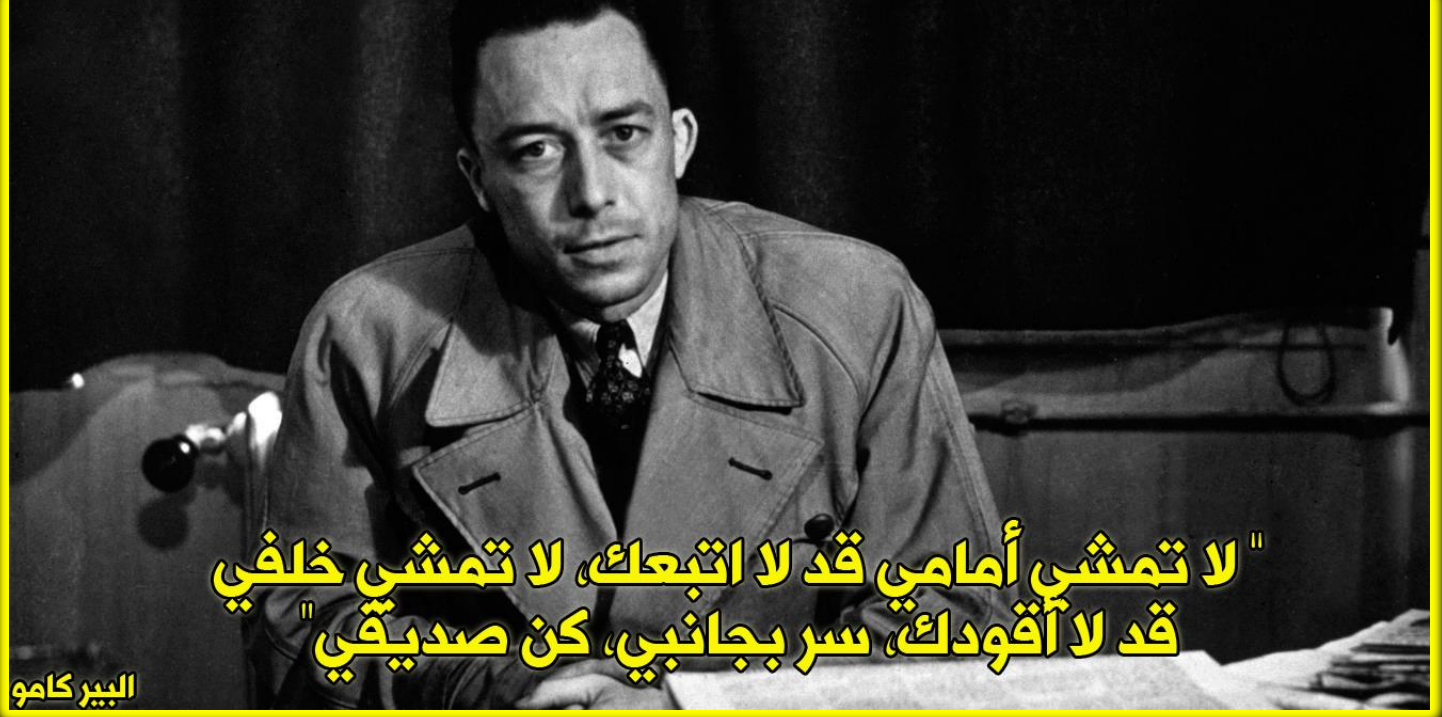 " لا تمشي أمامي قد لا اتبعك، لا تمشي خلفي
قد لا أقودك، سر بجانبي، كن صديقي"
البير كامو